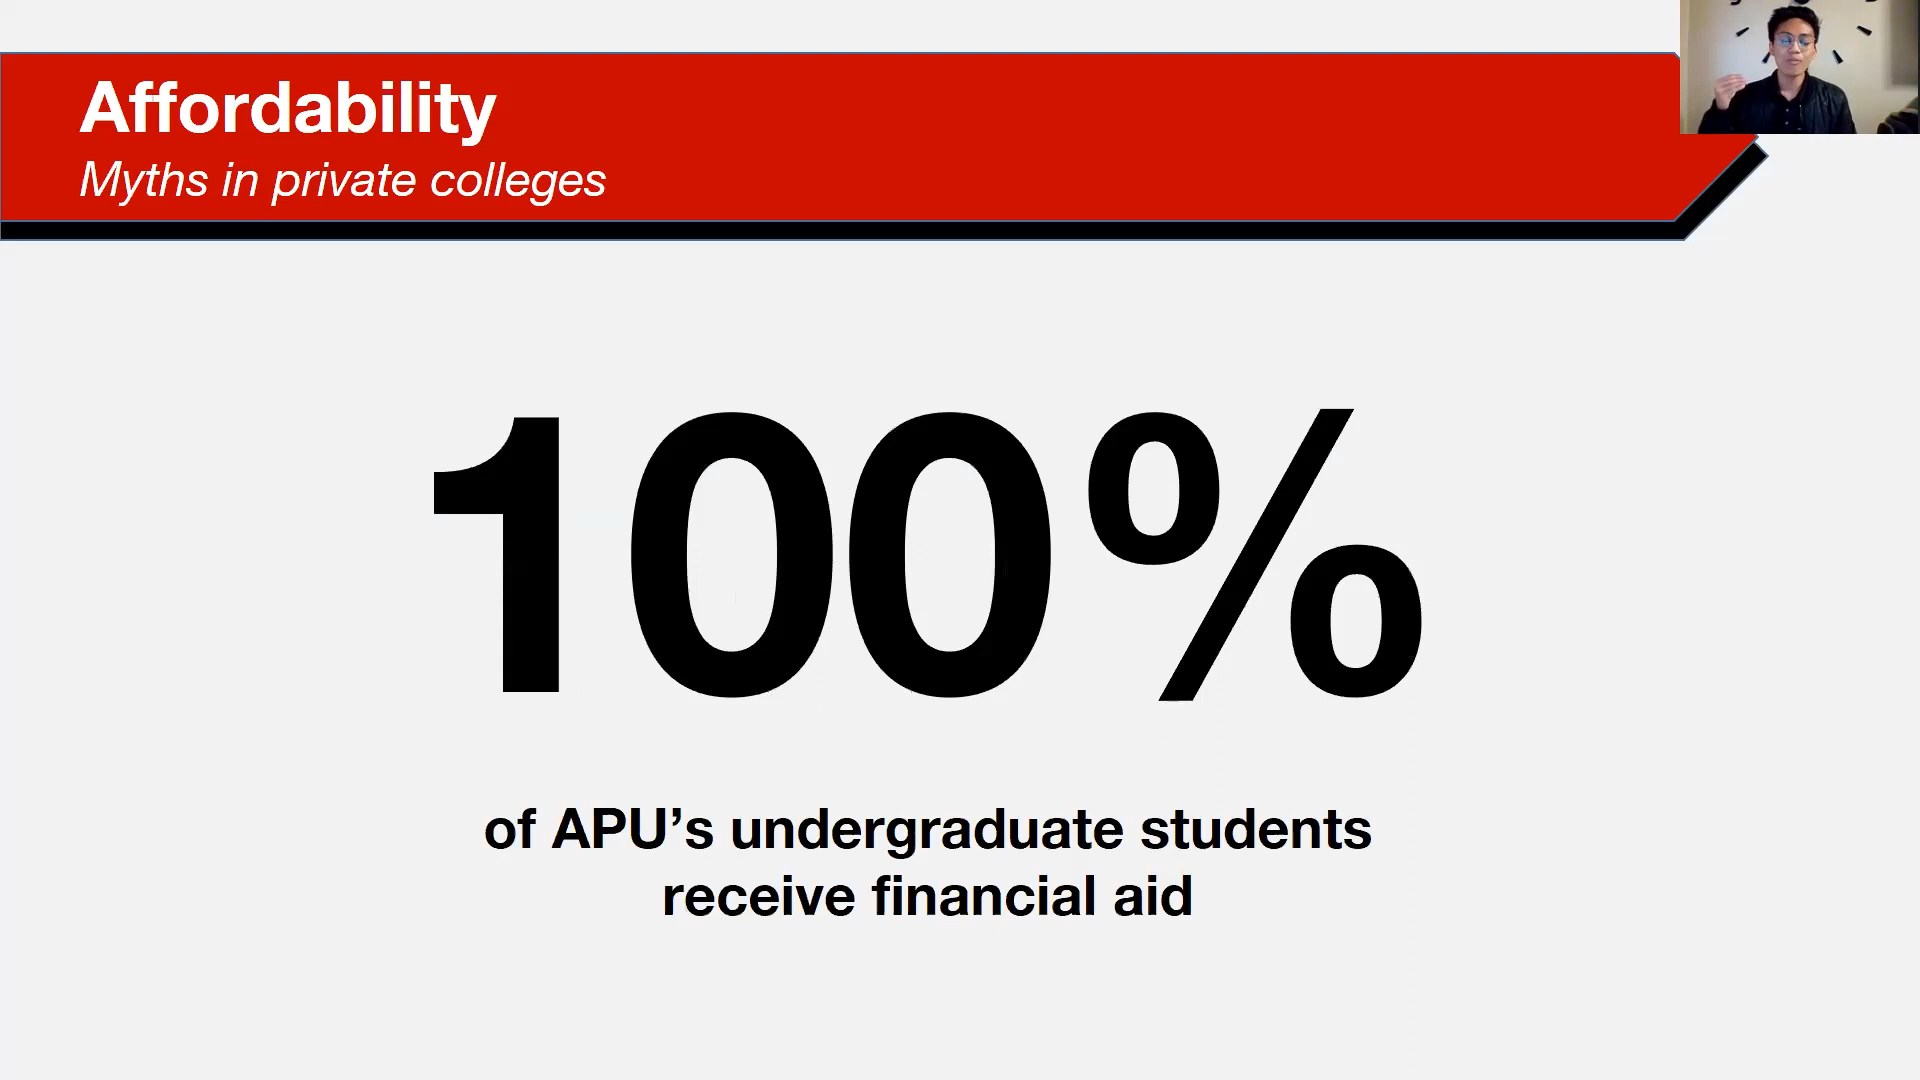 Affordability
Myths in private colleges
100%
of APU’s undergraduate students
receive financial aid